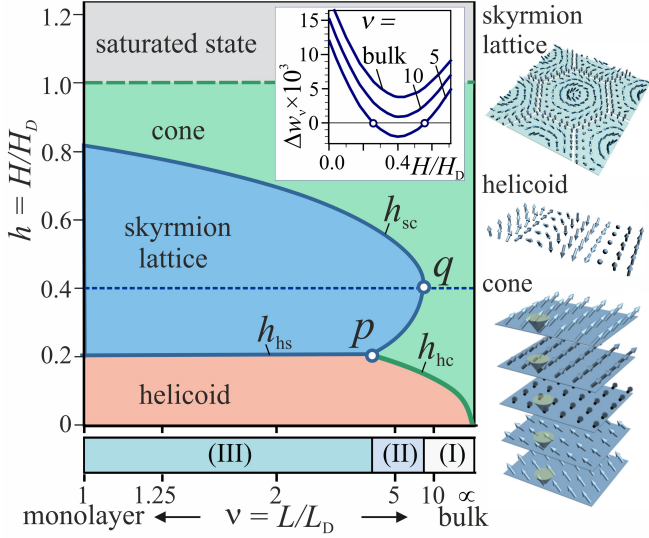 1.2
1.0
0.8
0.6
0.4
0.2
0
h = H/H_D
saturated state
cone
skyrmion
lattice
helicoid
h_sc
q
p
h_hs
h_hc
15
10
5
0
Δw_ν×10³
ν =
bulk
10
5
0.0
0.4
H/H_D
(III)
(II)
(I)
1
1.25
2
5
10
∝
monolayer
ν = L/L_D
bulk
skyrmion
lattice
helicoid
cone